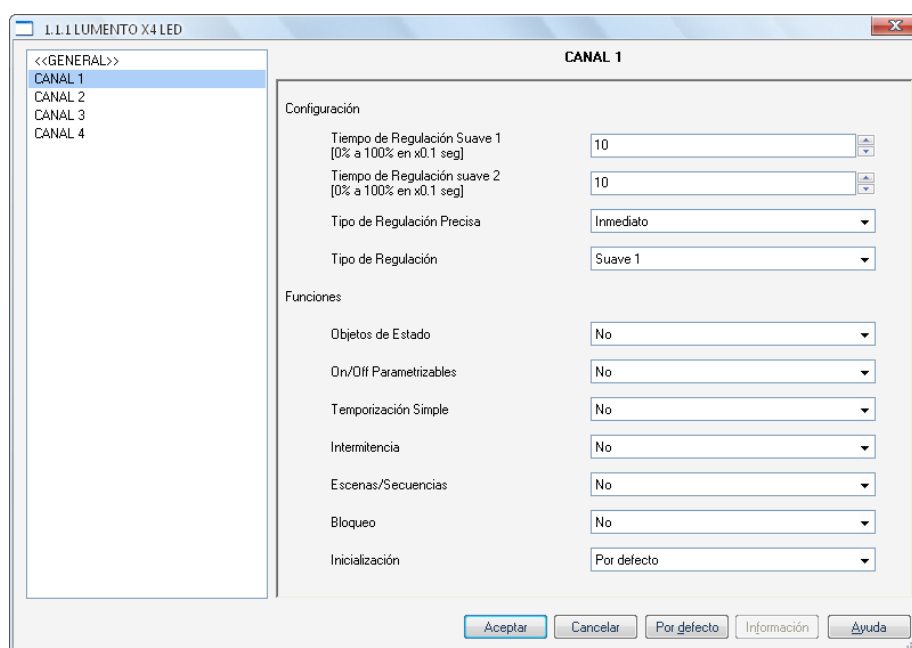 1.1.1 LUMENTO X4 LED
<<GENERAL>>
CANAL 1
CANAL 2
CANAL 3
CANAL 4
CANAL 1
Configuración
Tiempo de Regulación Suave 1
[0% a 100% en x0.1 seg]
10
Tiempo de Regulación suave 2
[0% a 100% en x0.1 seg]
10
Tipo de Regulación Precisa
Inmediato
Tipo de Regulación
Suave 1
Funciones
Objetos de Estado
No
On/Off Parametrizables
No
Temporización Simple
No
Intermitencia
No
Escenas/Secuencias
No
Bloqueo
No
Inicialización
Por defecto
Aceptar
Cancelar
Por defecto
Información
Ayuda